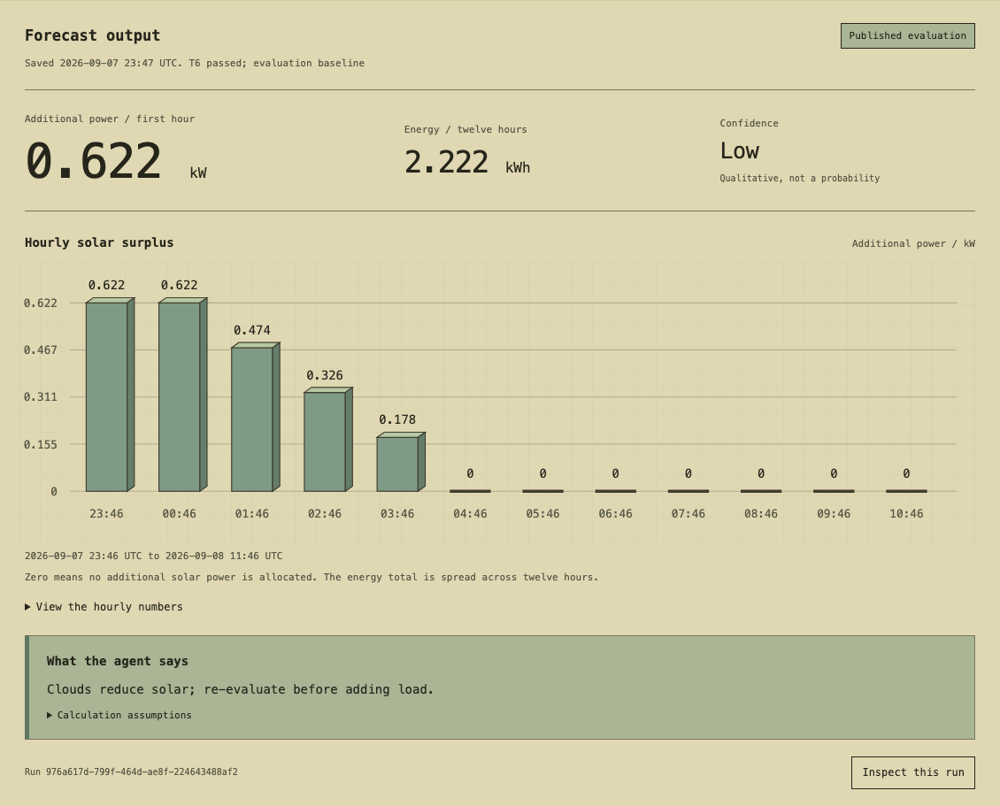 Forecast output
Published evaluation
Saved 2026–09–07 23:47 UTC. T6 passed; evaluation baseline
Additional power / first hour
0.622 kW
Energy / twelve hours
2.222 kWh
Confidence
Low
Qualitative, not a probability
Hourly solar surplus
Additional power / kW
0.622
0.467
0.311
0.155
0
0.622 0.622 0.474 0.326 0.178 0 0 0 0 0 0 0
23:46 00:46 01:46 02:46 03:46 04:46 05:46 06:46 07:46 08:46 09:46 10:46
2026–09–07 23:46 UTC to 2026–09–08 11:46 UTC
Zero means no additional solar power is allocated. The energy total is spread across twelve hours.
View the hourly numbers
What the agent says
Clouds reduce solar; re–evaluate before adding load.
Calculation assumptions
Run 976a617d–799f–464d–ae8f–224643488af2
Inspect this run